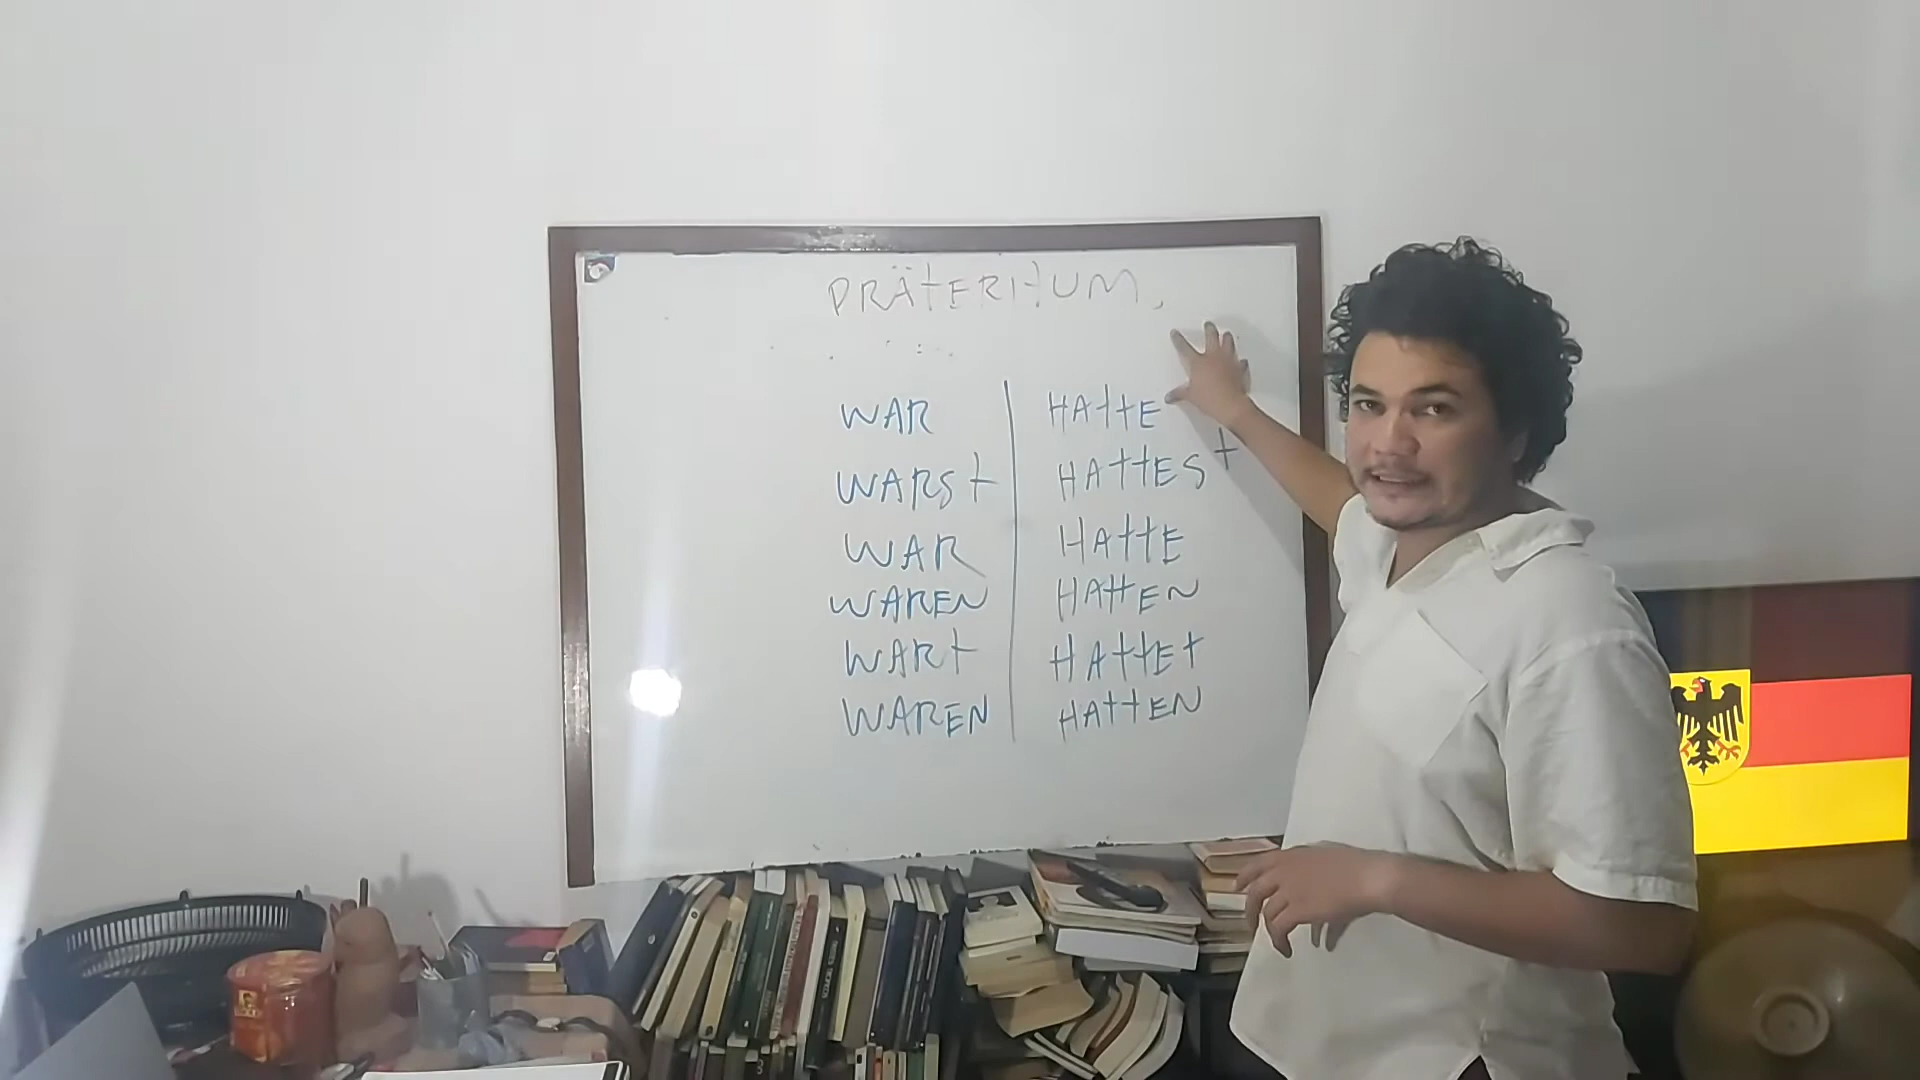 PRÄTERITUM,
WAR | HATTE
WARST | HATTEST
WAR | HATTE
WAREN | HATTEN
WART | HATTET
WAREN | HATTEN